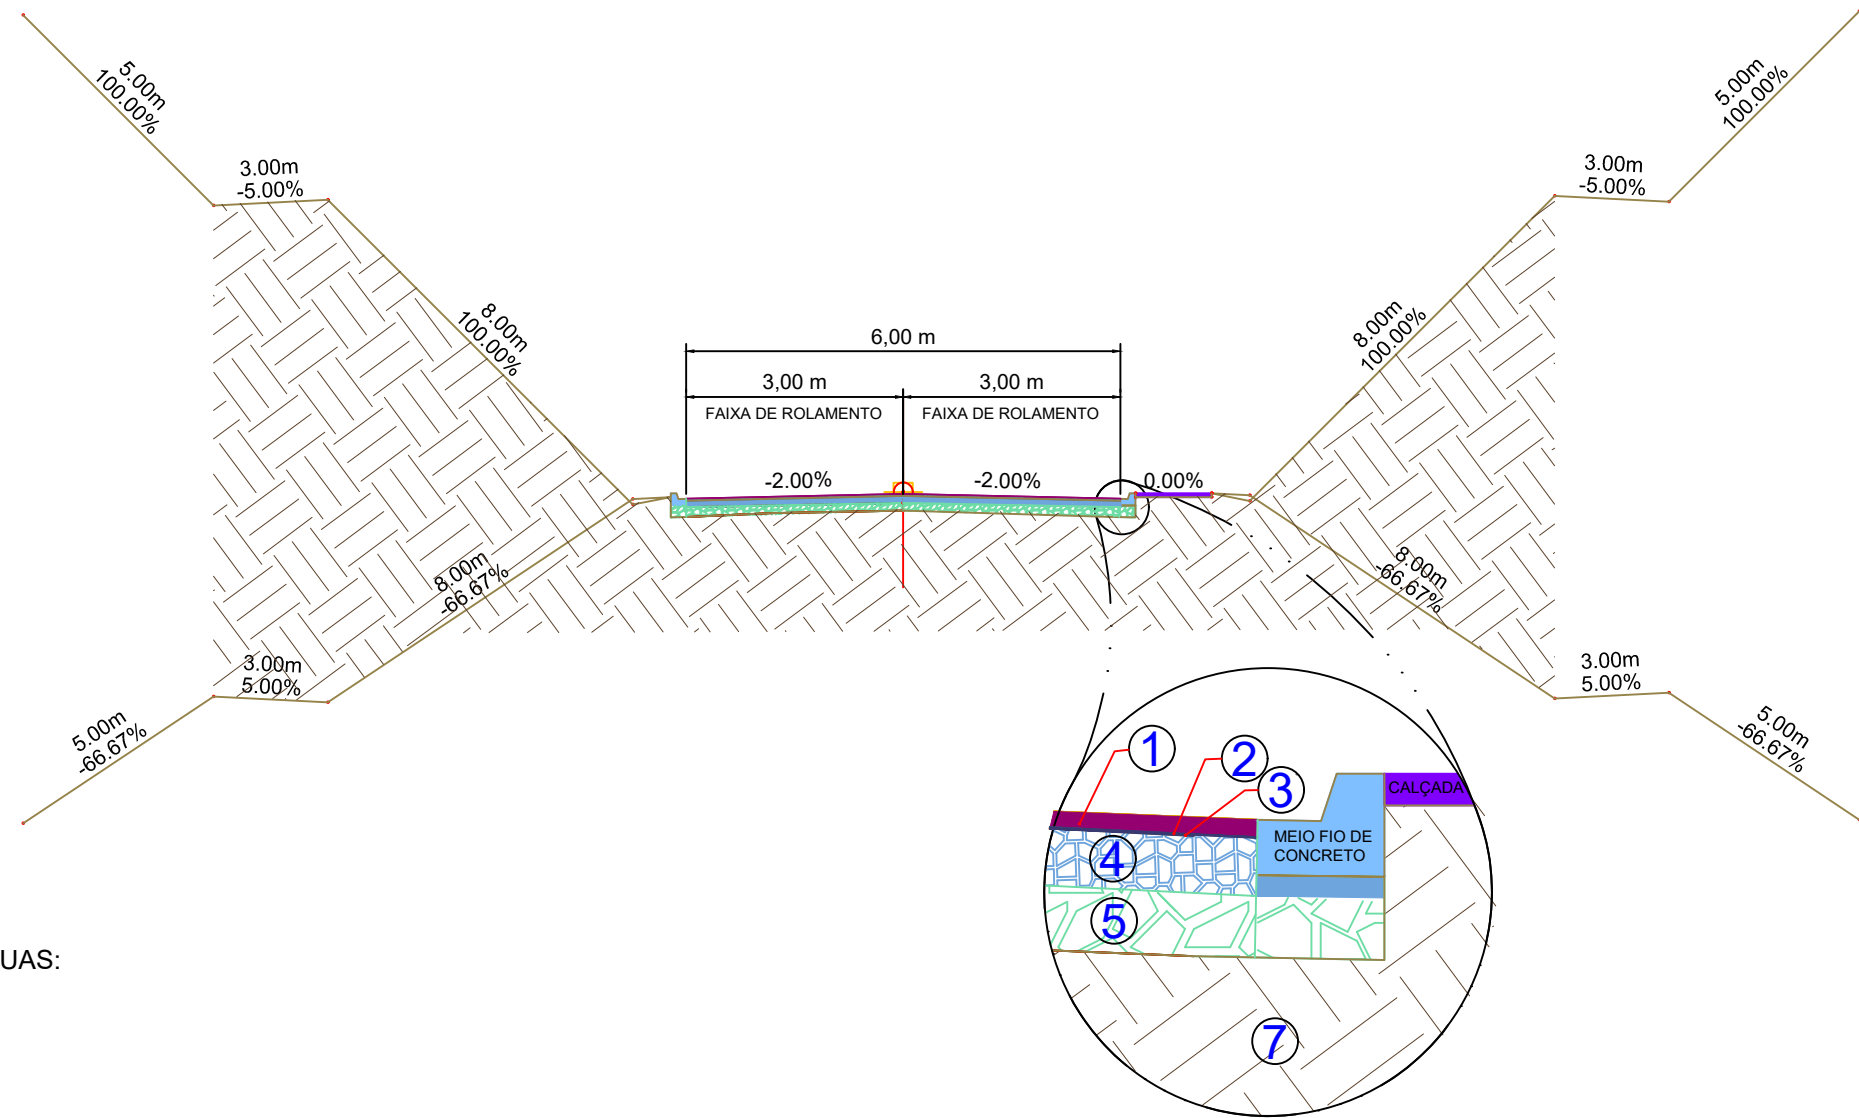 5.00m
100.00%
5.00m
100.00%
3.00m
-5.00%
3.00m
-5.00%
8.00m
100.00%
8.00m
100.00%
6,00 m
3,00 m
3,00 m
FAIXA DE ROLAMENTO
FAIXA DE ROLAMENTO
-2.00%
-2.00%
0.00%
8.00m
-66.67%
8.00m
-66.67%
3.00m
5.00%
3.00m
5.00%
5.00m
-66.67%
5.00m
-66.67%
1
2
3
CALÇADA
MEIO FIO DE
CONCRETO
4
5
UAS:
7